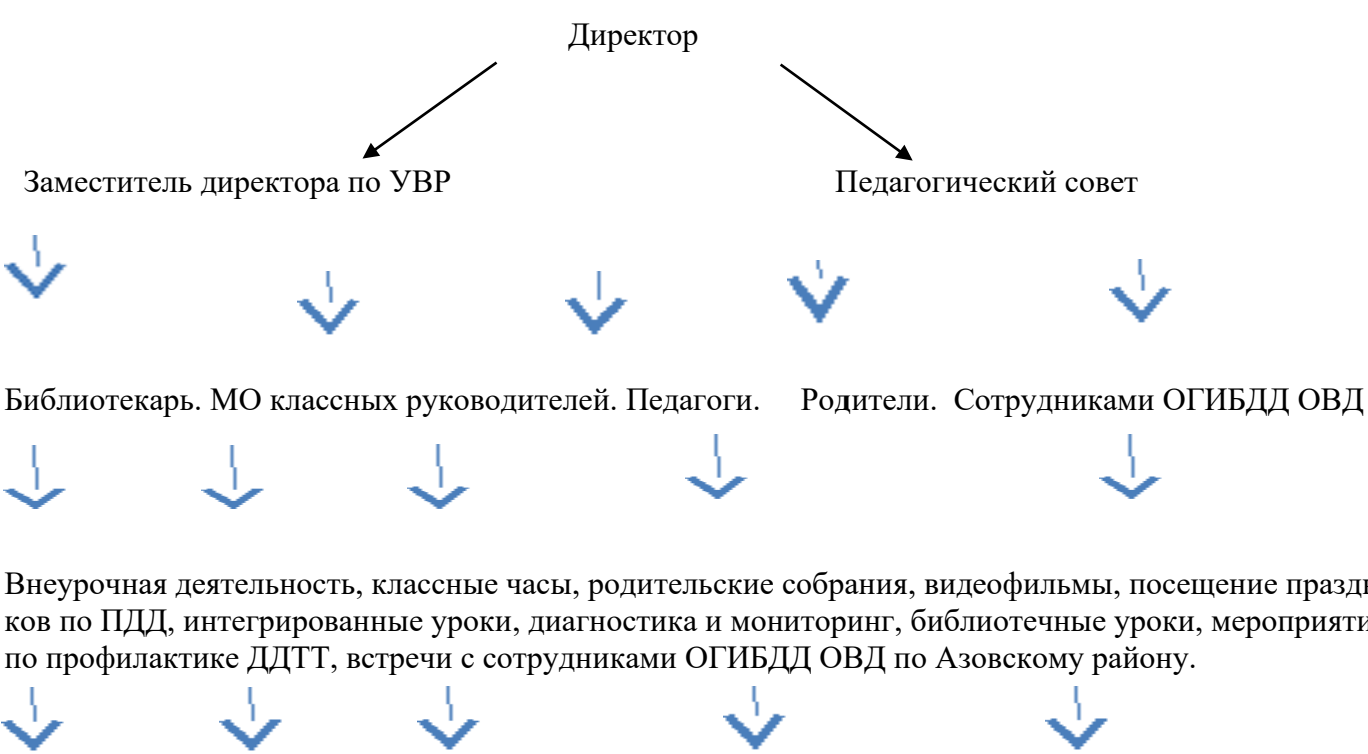 Директор
Заместитель директора по УВР Педагогический совет
Библиотекарь. МО классных руководителей. Педагоги. Родители. Сотрудниками ОГИБДД ОВД
Внеурочная деятельность, классные часы, родительские собрания, видеофильмы, посещение праздн
ков по ПДД, интегрированные уроки, диагностика и мониторинг, библиотечные уроки, мероприяти
по профилактике ДДТТ, встречи с сотрудниками ОГИБДД ОВД по Азовскому району.